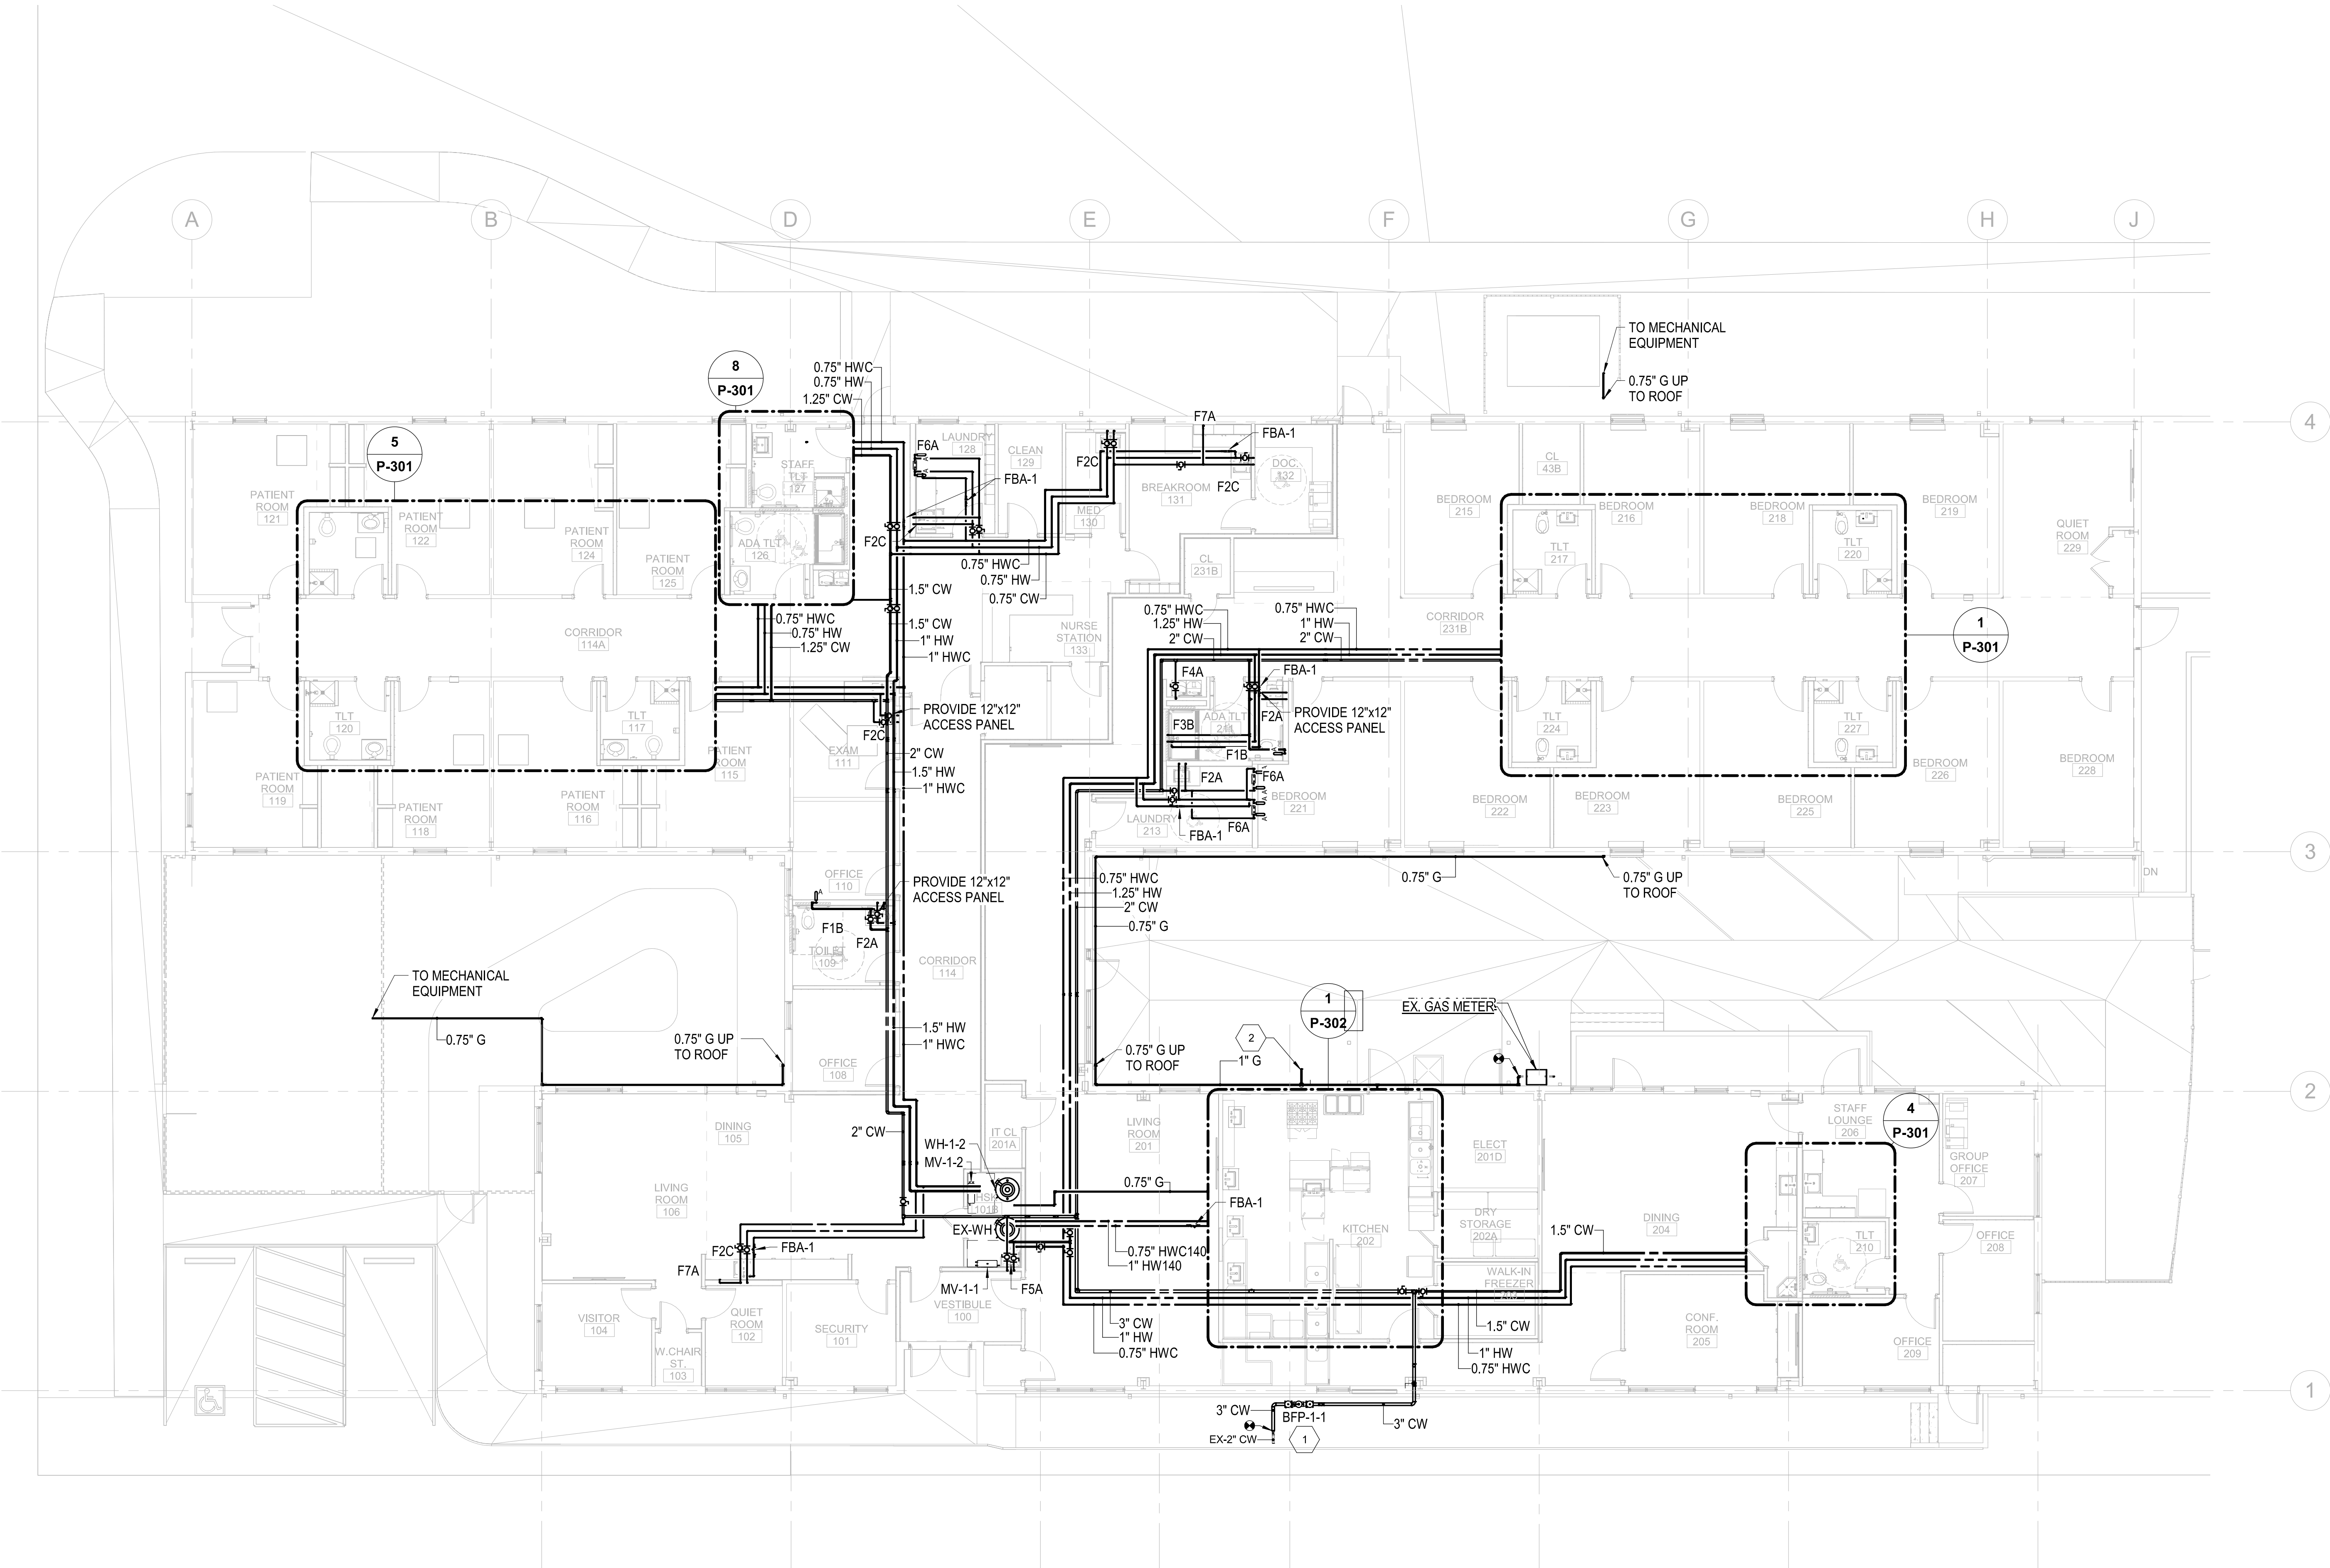 A
B
D
E
F
G
H
J
TO MECHANICAL
EQUIPMENT
0.75" G UP
TO ROOF
8
P-301
0.75" HWC
0.75" HW
1.25" CW
4
5
P-301
F7A
FBA-1
F6A
LAUNDRY
128
CLEAN
129
F2C
STAFF
TLT
127
FBA-1
BREAKROOM
131
F2C
DOC.
132
CL
43B
PATIENT
ROOM
121
PATIENT
ROOM
122
PATIENT
ROOM
124
PATIENT
ROOM
125
ADA TLT
126
F2C
MED
130
BEDROOM
215
BEDROOM
216
BEDROOM
218
BEDROOM
219
QUIET
ROOM
229
TLT
217
TLT
220
0.75" HWC
0.75" HW
0.75" CW
CL
231B
1.5" CW
CORRIDOR
114A
0.75" HWC
0.75" HW
1.25" CW
1.5" CW
1" HW
1" HWC
NURSE
STATION
133
0.75" HWC
1.25" HW
2" CW
0.75" HWC
1" HW
2" CW
CORRIDOR
231B
1
P-301
TLT
120
TLT
117
F4A
FBA-1
F2A
PROVIDE 12"x12"
ACCESS PANEL
PROVIDE 12"x12"
ACCESS PANEL
F3B
ADA TLT
211
F1B
TLT
224
TLT
227
F2C
EXAM
111
PATIENT
ROOM
115
2" CW
1.5" HW
1" HWC
F2A
F6A
PATIENT
ROOM
119
PATIENT
ROOM
118
PATIENT
ROOM
116
LAUNDRY
213
FBA-1
F6A
BEDROOM
221
BEDROOM
222
BEDROOM
223
BEDROOM
225
BEDROOM
226
BEDROOM
228
3
DN
OFFICE
110
PROVIDE 12"x12"
ACCESS PANEL
0.75" HWC
1.25" HW
2" CW
0.75" G
0.75" G
0.75" G UP
TO ROOF
F1B
F2A
TOILET
109
CORRIDOR
114
TO MECHANICAL
EQUIPMENT
0.75" G
0.75" G UP
TO ROOF
OFFICE
108
1.5" HW
1" HWC
0.75" G UP
TO ROOF
1
P-302
2
1" G
EX. GAS METER
2
DINING
105
2" CW
WH-1-2
MV-1-2
IT CL
201A
LIVING
ROOM
201
ELECT
201D
STAFF
LOUNGE
206
4
P-301
GROUP
OFFICE
207
LIVING
ROOM
106
HSK
101B
0.75" G
FBA-1
EX-WH
KITCHEN
202
DRY
STORAGE
202A
DINING
204
1.5" CW
TLT
210
OFFICE
208
F2C
FBA-1
F7A
0.75" HWC140
1" HW140
WALK-IN
FREEZER
MV-1-1
F5A
VESTIBULE
100
VISITOR
104
QUIET
ROOM
102
SECURITY
101
W.CHAIR
ST.
103
3" CW
1" HW
0.75" HWC
1.5" CW
1" HW
0.75" HWC
CONF.
ROOM
205
OFFICE
209
1
3" CW
BFP-1-1
3" CW
EX-2" CW
1